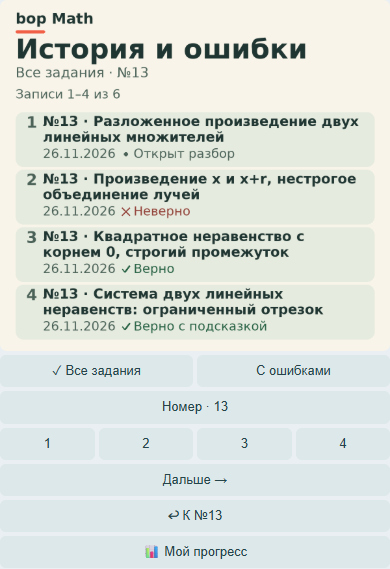 bop Math
История и ошибки
Все задания · №13
Записи 1–4 из 6
1 №13 · Разложенное произведение двух
линейных множителей
26.11.2026 • Открыт разбор
2 №13 · Произведение x и x+r, нестрогое
объединение лучей
26.11.2026 ✕ Неверно
3 №13 · Квадратное неравенство с
корнем 0, строгий промежуток
26.11.2026 ✓ Верно
4 №13 · Система двух линейных
неравенств: ограниченный отрезок
26.11.2026 ✓ Верно с подсказкой
✓ Все задания
С ошибками
Номер · 13
1 2 3 4
Дальше →
↩ К №13
📊 Мой прогресс